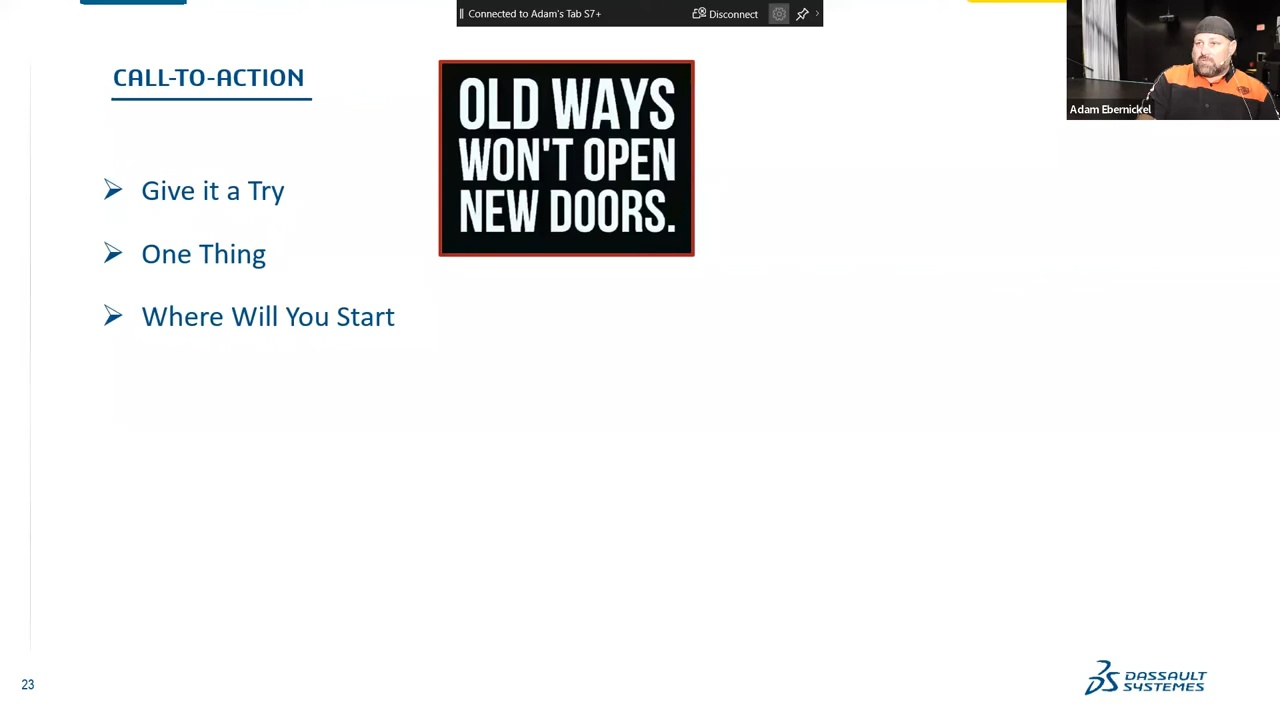 Connected to Adam's Tab S7+
Disconnect
Adam Ebernickel
CALL-TO-ACTION
OLD WAYS
WON'T OPEN
NEW DOORS.
Give it a Try
One Thing
Where Will You Start
23
DASSAULT
SYSTEMES